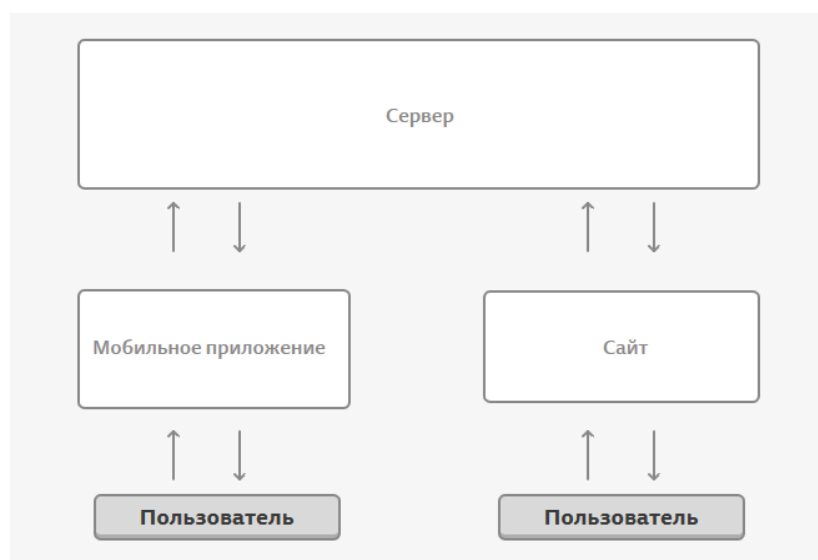 Сервер
Мобильное приложение
Сайт
Пользователь
Пользователь